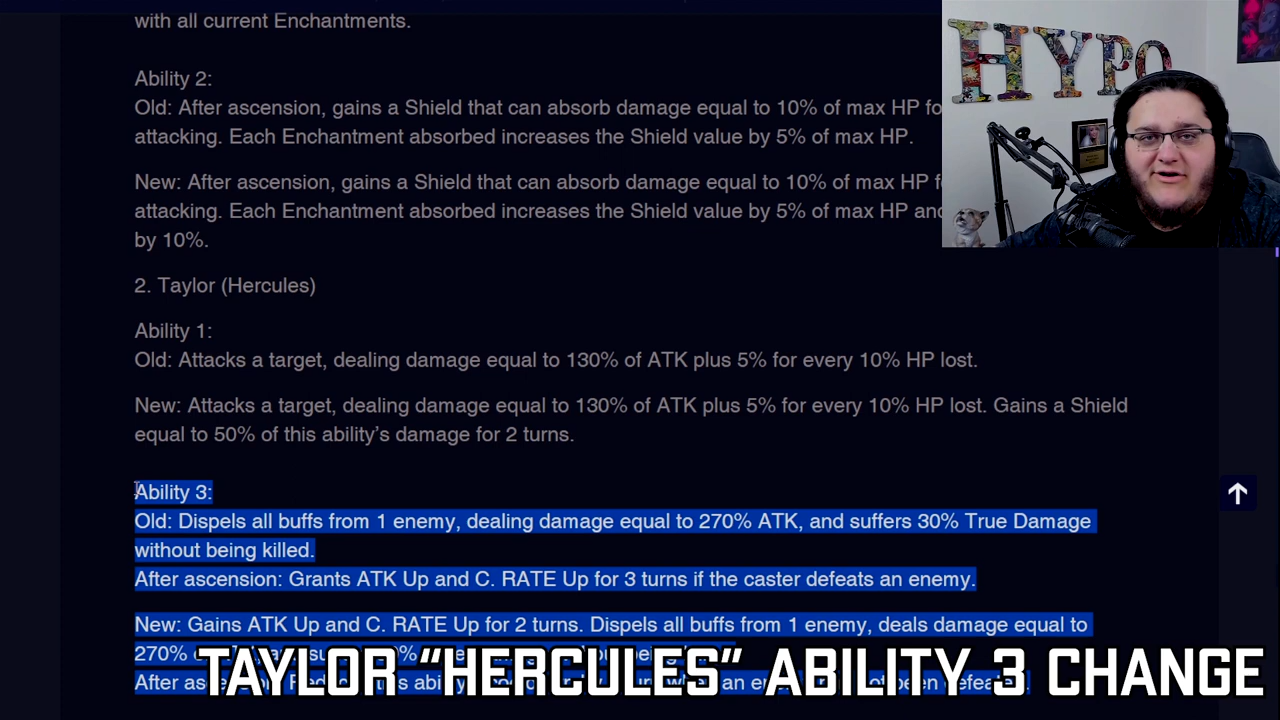 with all current Enchantments.
HYPO
Ability 2:
Old: After ascension, gains a Shield that can absorb damage equal to 10% of max HP
attacking. Each Enchantment absorbed increases the Shield value by 5% of max HP.
New: After ascension, gains a Shield that can absorb damage equal to 10% of max HP
attacking. Each Enchantment absorbed increases the Shield value by 5% of max HP and
by 10%.
2. Taylor (Hercules)
Ability 1:
Old: Attacks a target, dealing damage equal to 130% of ATK plus 5% for every 10% HP lost.
New: Attacks a target, dealing damage equal to 130% of ATK plus 5% for every 10% HP lost. Gains a Shield
equal to 50% of this ability’s damage for 2 turns.
Ability 3:
Old: Dispels all buffs from 1 enemy, dealing damage equal to 270% ATK, and suffers 30% True Damage
without being killed.
After ascension: Grants ATK Up and C. RATE Up for 3 turns if the caster defeats an enemy.
New: Gains ATK Up and C. RATE Up for 2 turns. Dispels all buffs from 1 enemy, deals damage equal to
270%
After
TAYLOR “HERCULES” ABILITY 3 CHANGE